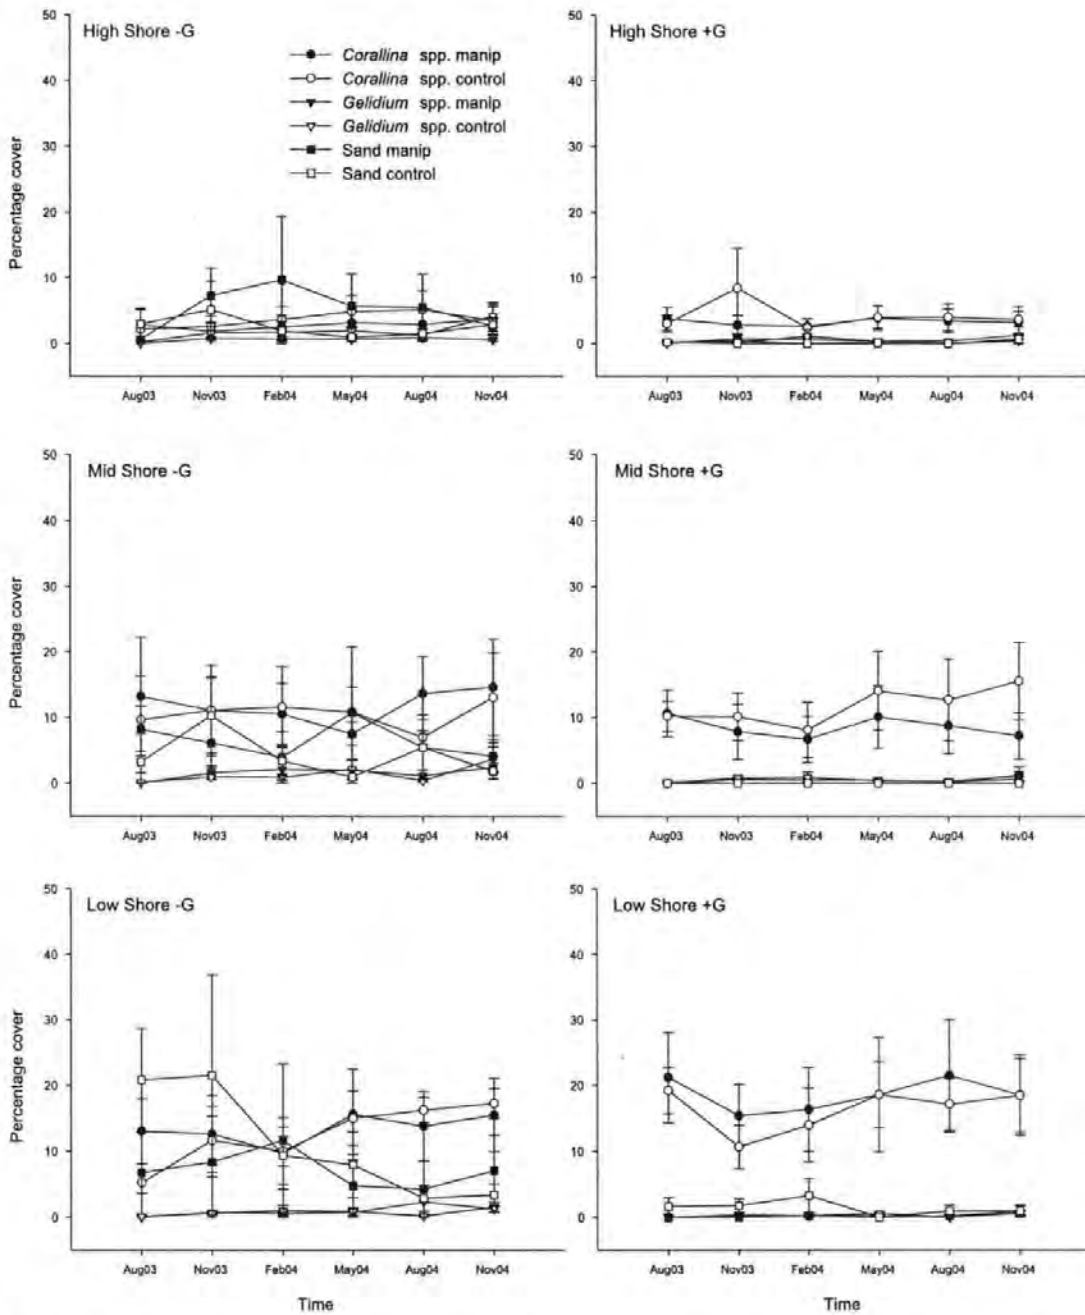 High Shore -G
Corallina spp. manip
Corallina spp. control
Gelidium spp. manip
Gelidium spp. control
Sand manip
Sand control
Percentage cover
50
40
30
20
10
0
Aug03 Nov03 Feb04 May04 Aug04 Nov04
High Shore +G
50
40
30
20
10
0
Aug03 Nov03 Feb04 May04 Aug04 Nov04
Mid Shore -G
Percentage cover
50
40
30
20
10
0
Aug03 Nov03 Feb04 May04 Aug04 Nov04
Mid Shore +G
50
40
30
20
10
0
Aug03 Nov03 Feb04 May04 Aug04 Nov04
Low Shore -G
Percentage cover
50
40
30
20
10
0
Aug03 Nov03 Feb04 May04 Aug04 Nov04
Time
Low Shore +G
50
40
30
20
10
0
Aug03 Nov03 Feb04 May04 Aug04 Nov04
Time